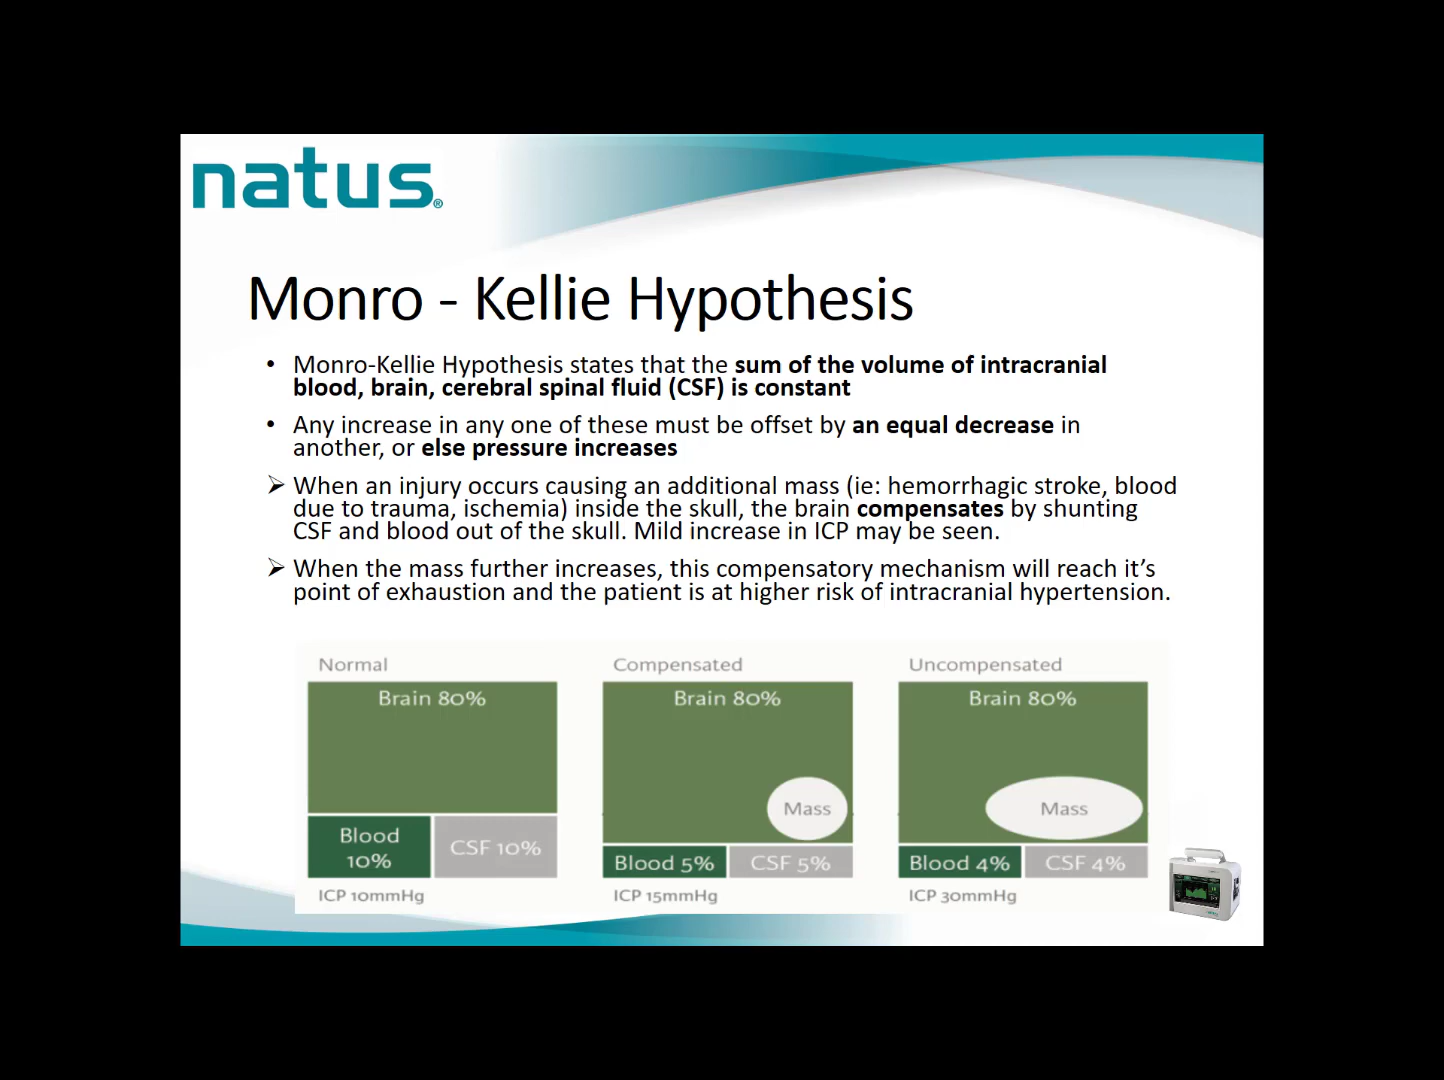 natus®
Monro - Kellie Hypothesis
• Monro-Kellie Hypothesis states that the sum of the volume of intracranial
blood, brain, cerebral spinal fluid (CSF) is constant
• Any increase in any one of these must be offset by an equal decrease in
another, or else pressure increases
➢ When an injury occurs causing an additional mass (ie: hemorrhagic stroke, blood
due to trauma, ischemia) inside the skull, the brain compensates by shunting
CSF and blood out of the skull. Mild increase in ICP may be seen.
➢ When the mass further increases, this compensatory mechanism will reach it’s
point of exhaustion and the patient is at higher risk of intracranial hypertension.
Normal
Brain 80%
Blood
10%
CSF 10%
ICP 10mmHg
Compensated
Brain 80%
Mass
Blood 5%
CSF 5%
ICP 15mmHg
Uncompensated
Brain 80%
Mass
Blood 4%
CSF 4%
ICP 30mmHg